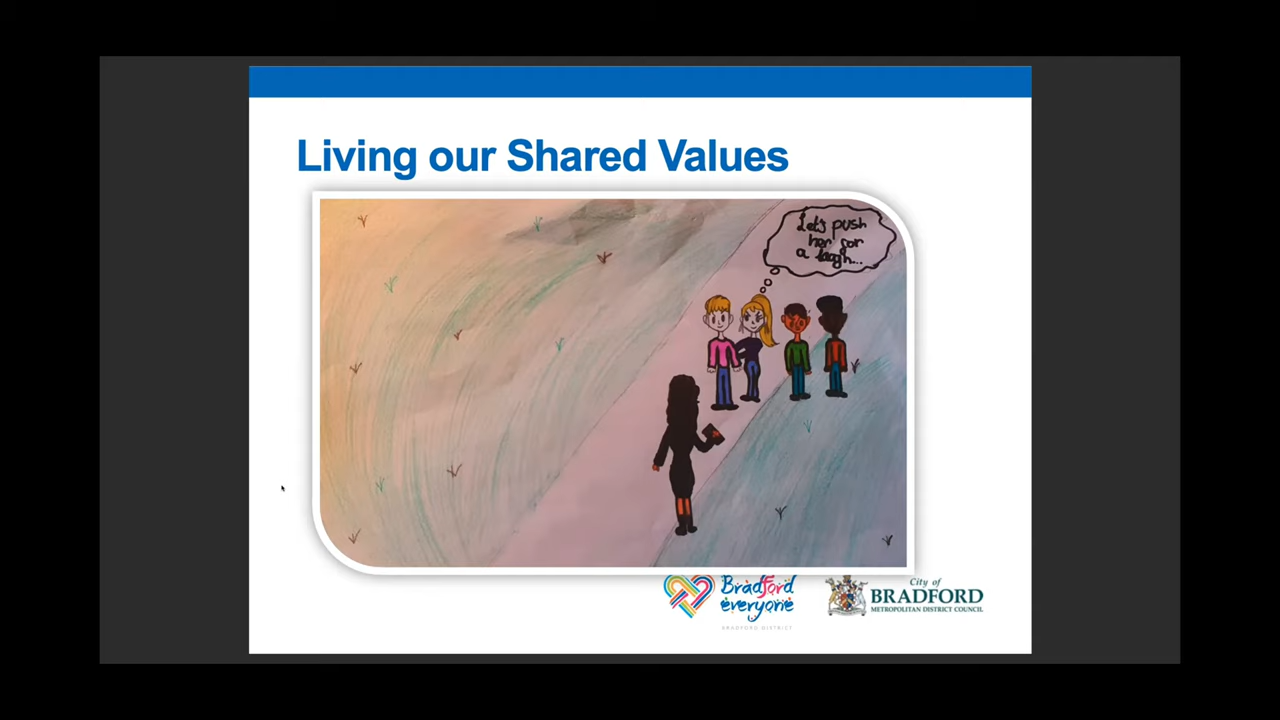 Living our Shared Values
Let's push
her for
a laugh...
Bradford
everyone
BRADFORD DISTRICT
City of
BRADFORD
METROPOLITAN DISTRICT COUNCIL